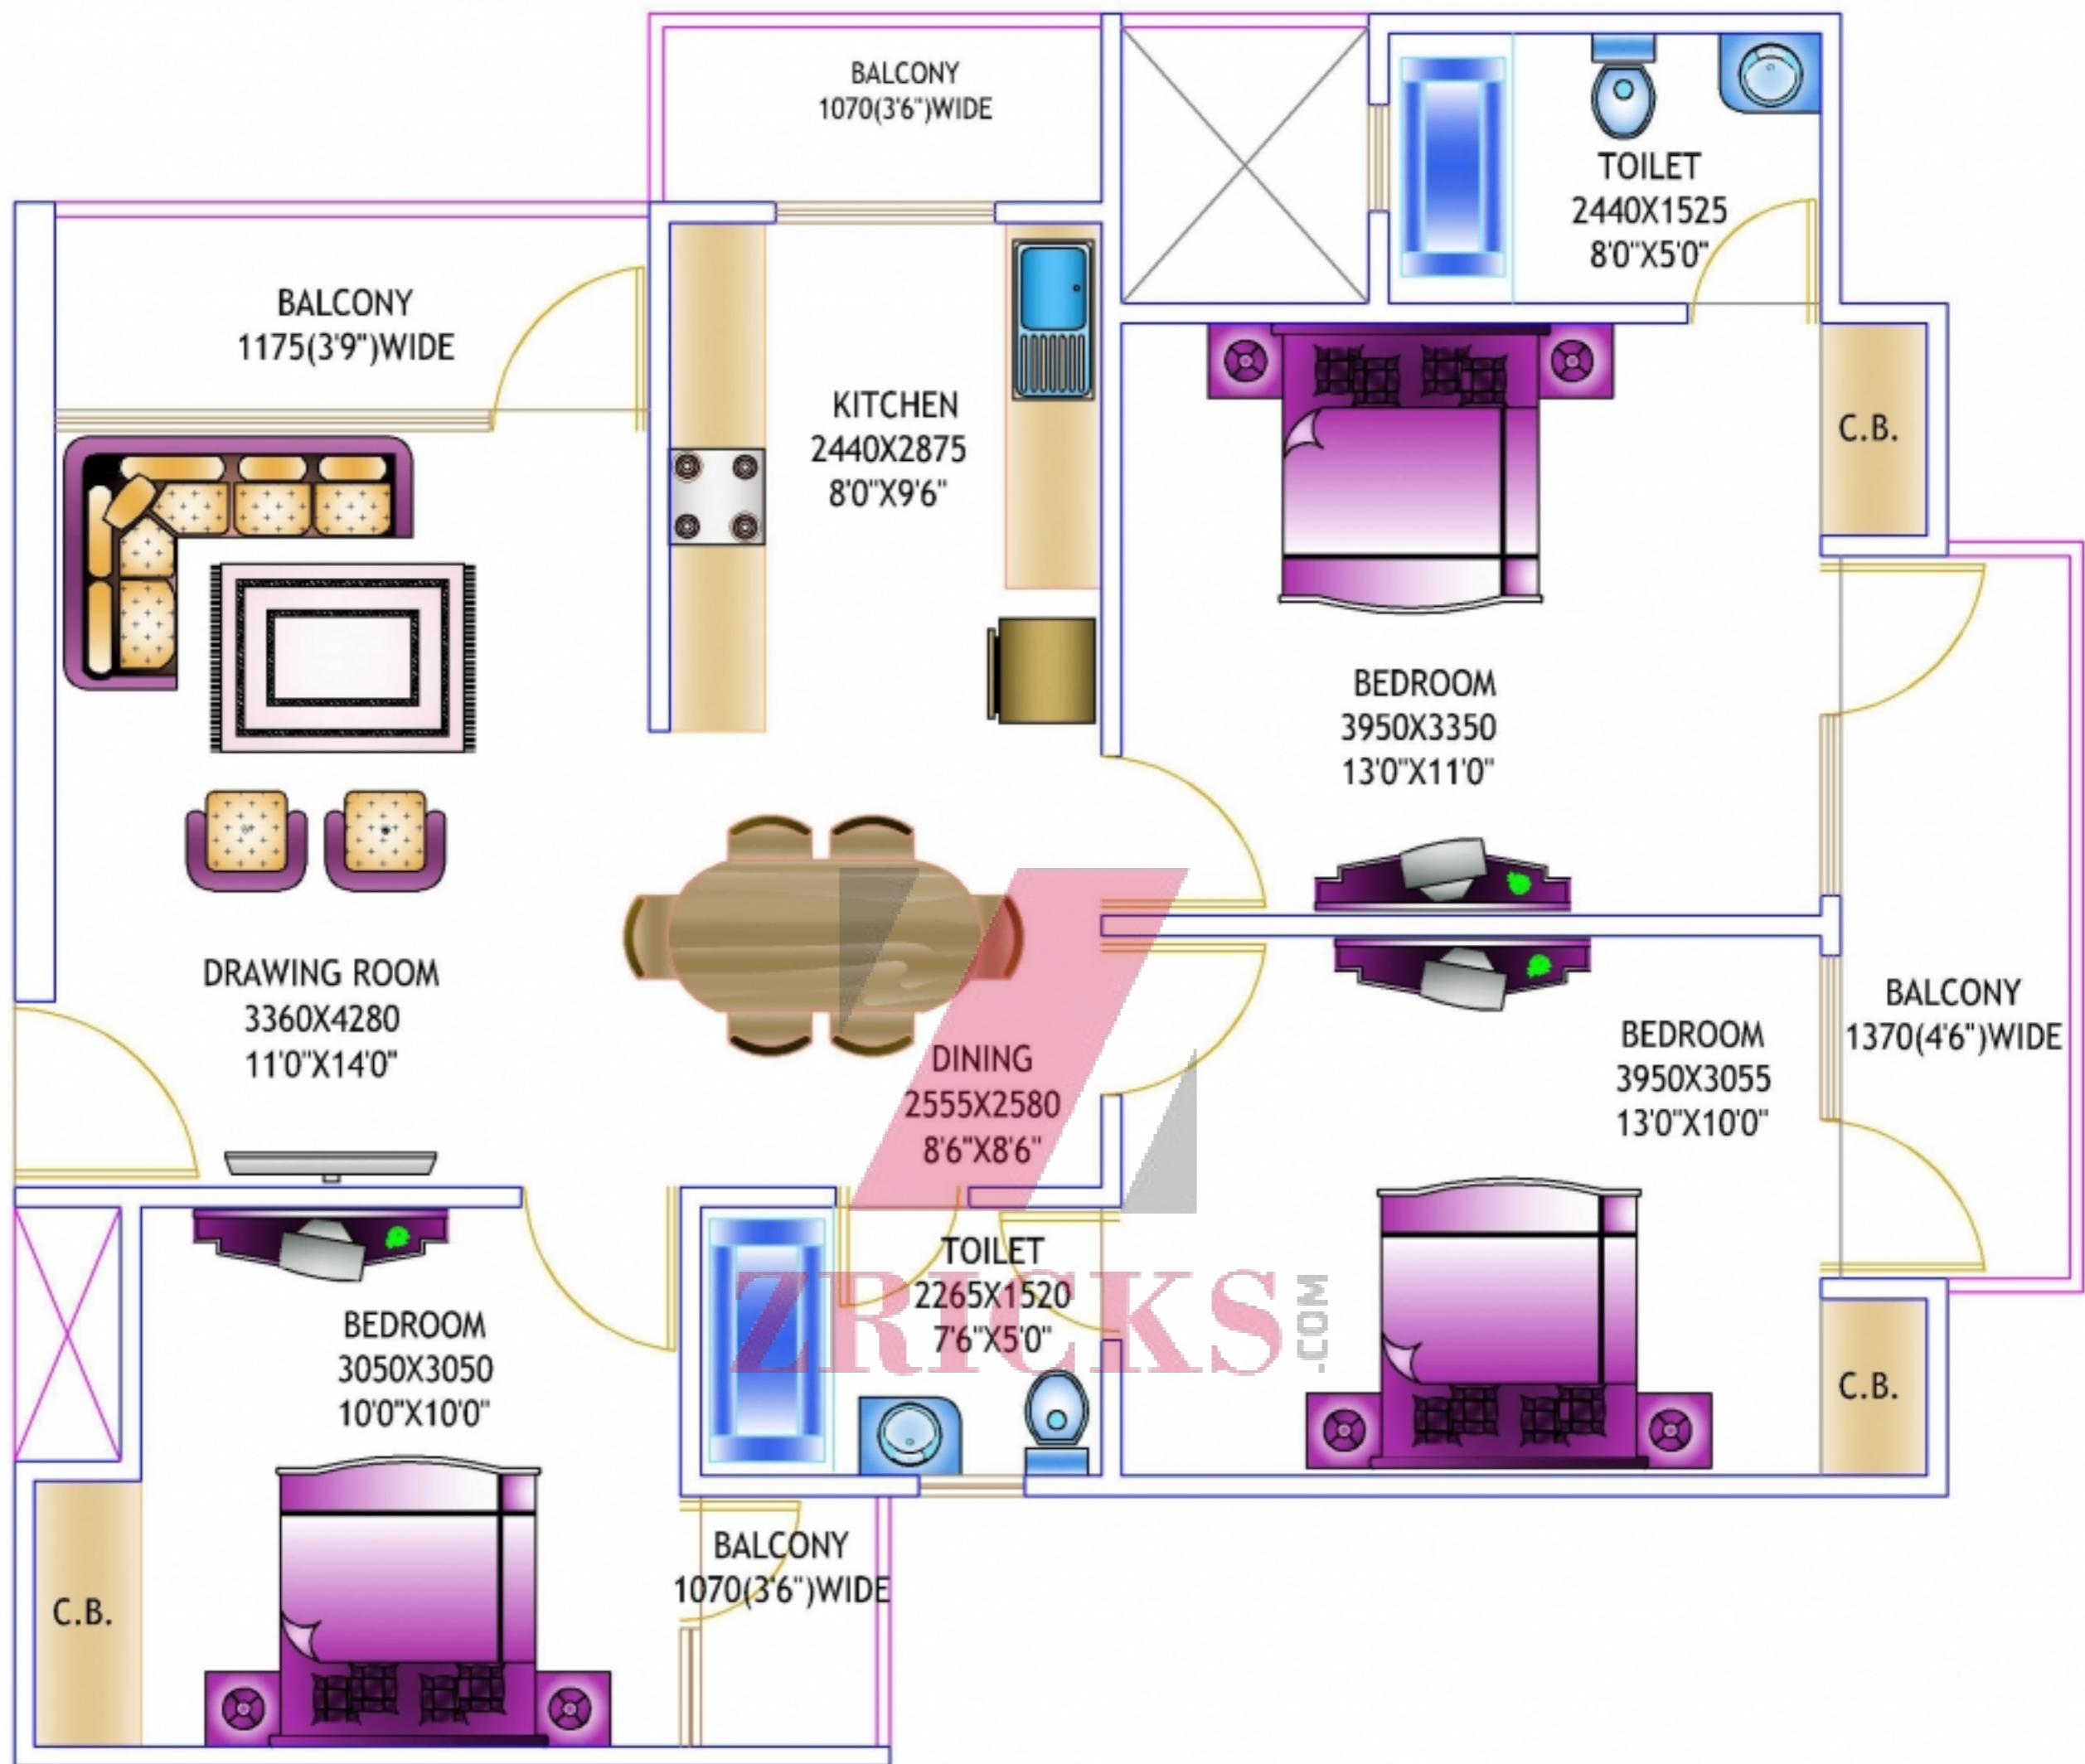 BALCONY
1070(3'6")WIDE
TOILET
2440X1525
8'0"X5'0"
BALCONY
1175(3'9")WIDE
KITCHEN
2440X2875
8'0"X9'6"
C.B.
BEDROOM
3950X3350
13'0"X11'0"
DRAWING ROOM
3360X4280
11'0"X14'0"
DINING
2555X2580
8'6"X8'6"
BEDROOM
3950X3055
13'0"X10'0"
BALCONY
1370(4'6")WIDE
TOILET
2265X1520
7'6"X5'0"
ZRICKS
.COM
BEDROOM
3050X3050
10'0"X10'0"
C.B.
BALCONY
1070(3'6")WIDE
C.B.